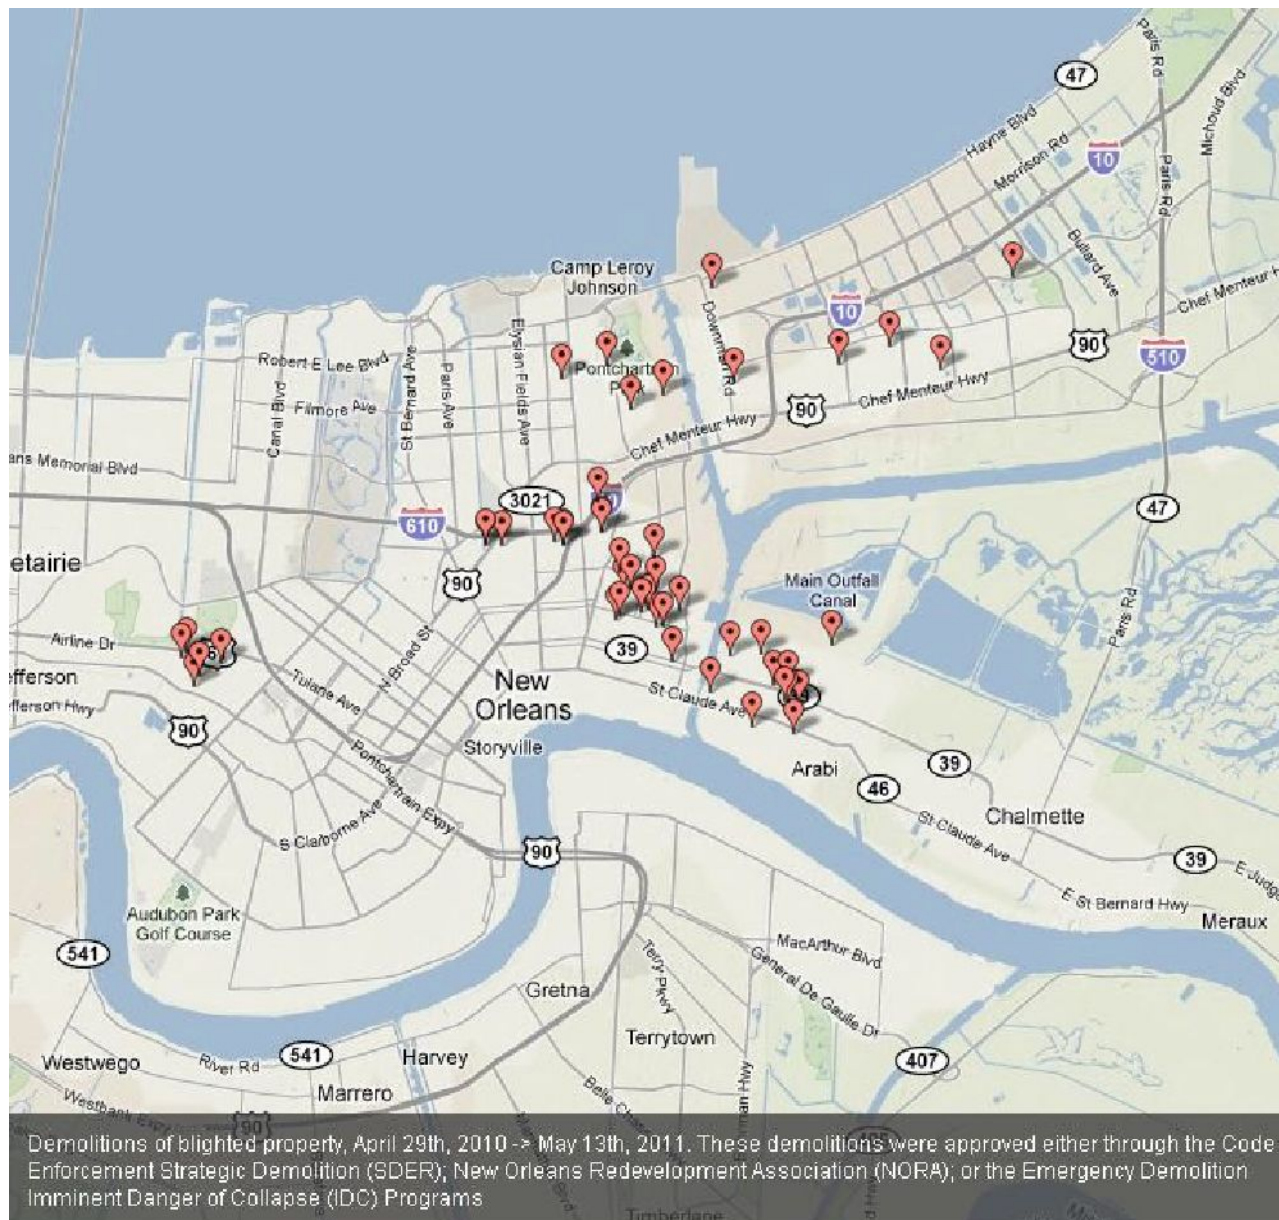 Paris Rd
47
Michoud Blvd
Hayne Blvd
Morrison Rd
10
Paris Rd
Bullard Ave
Camp Leroy
Johnson
Chef Menteur H
10
Downman Rd
Robert E Lee Blvd
Elysian Fields Ave
St Bernard Ave
Paris Ave
90
510
Canal Blvd
Filmore Ave
Chef Menteur Hwy
90
Chef Menteur Hwy
ans Memorial Blvd
3021
610
47
etairie
90
Main Outfall
Canal
Paris Rd
Airline Dr
N Broad St
39
efferson
fferson Hwy
Tulane Ave
New
Orleans
St Claude Ave
90
Storyville
Pontchartrain Expy
Arabi
39
46
Chalmette
S Claiborne Ave
St Claude Ave
90
39
E Judg
E St Bernard Hwy
Meraux
Audubon Park
Golf Course
541
MacArthur Blvd
General De Gaulle Dr
Terry Pkwy
Gretna
Terrytown
407
Westwego
River Rd
541
Harvey
Marrero
Westbank Expy
90
man Hwy
Demolitions of blighted property, April 29th, 2010 -> May 13th, 2011. These demolitions were approved either through the Code
Enforcement Strategic Demolition (SDER); New Orleans Redevelopment Association (NORA); or the Emergency Demolition
Imminent Danger of Collapse (IDC) Programs
Timberlane